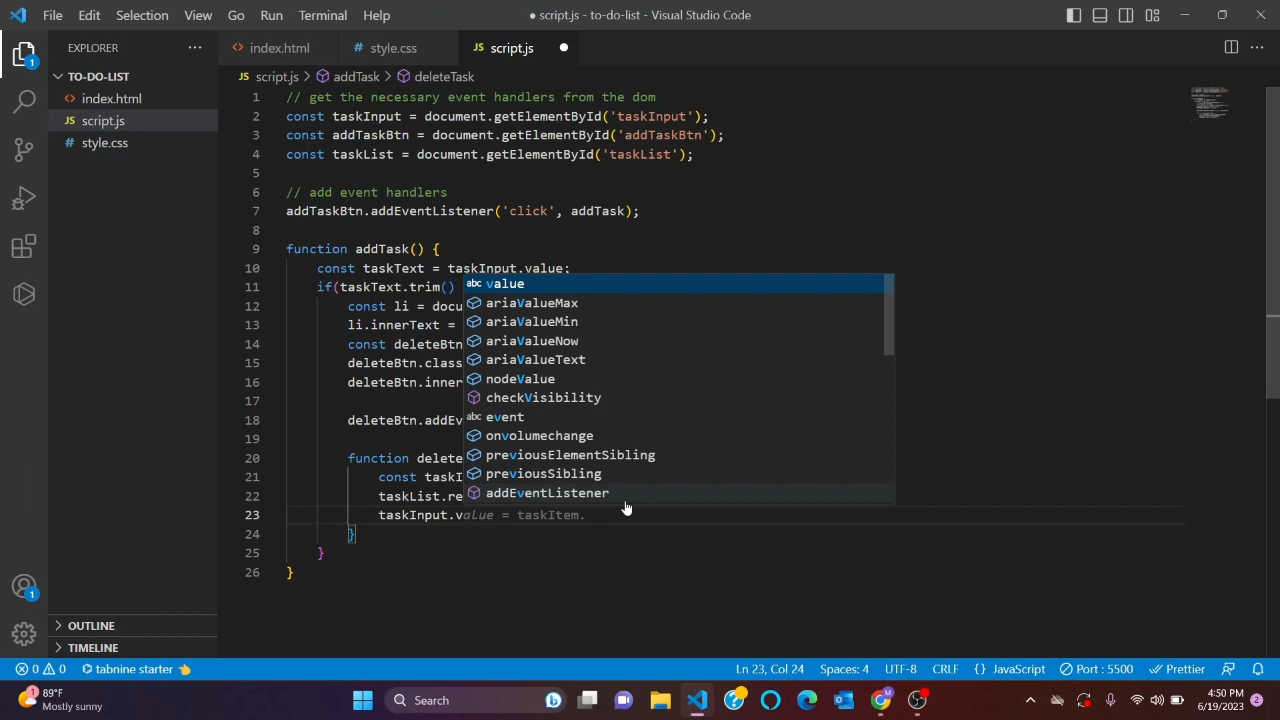 File Edit Selection View Go Run Terminal Help
● script.js - to-do-list - Visual Studio Code
EXPLORER
index.html
style.css
script.js
script.js > addTask > deleteTask
TO-DO-LIST
index.html
script.js
style.css
OUTLINE
TIMELINE
1 // get the necessary event handlers from the dom
2 const taskInput = document.getElementById('taskInput');
3 const addTaskBtn = document.getElementById('addTaskBtn');
4 const taskList = document.getElementById('taskList');
5
6 // add event handlers
7 addTaskBtn.addEventListener('click', addTask);
8
9 function addTask() {
10 const taskText = taskInput.value;
11 if(taskText.trim()
12 const li = docu
13 li.innerText =
14 const deleteBtn
15 deleteBtn.class
16 deleteBtn.inner
17
18 deleteBtn.addEv
19
20 function delete
21 const taskI
22 taskList.re
23 taskInput.value = taskItem.
24 }
25 }
26 }
abc value
ariaValueMax
ariaValueMin
ariaValueNow
ariaValueText
nodeValue
checkVisibility
abc event
onvolumechange
previousElementSibling
previousSibling
addEventListener
1
1
0 0 tabnine starter
Ln 23, Col 24 Spaces: 4 UTF-8 CRLF {} JavaScript Port : 5500 Prettier
1 89°F
Mostly sunny
Search
4:50 PM
6/19/2023
2